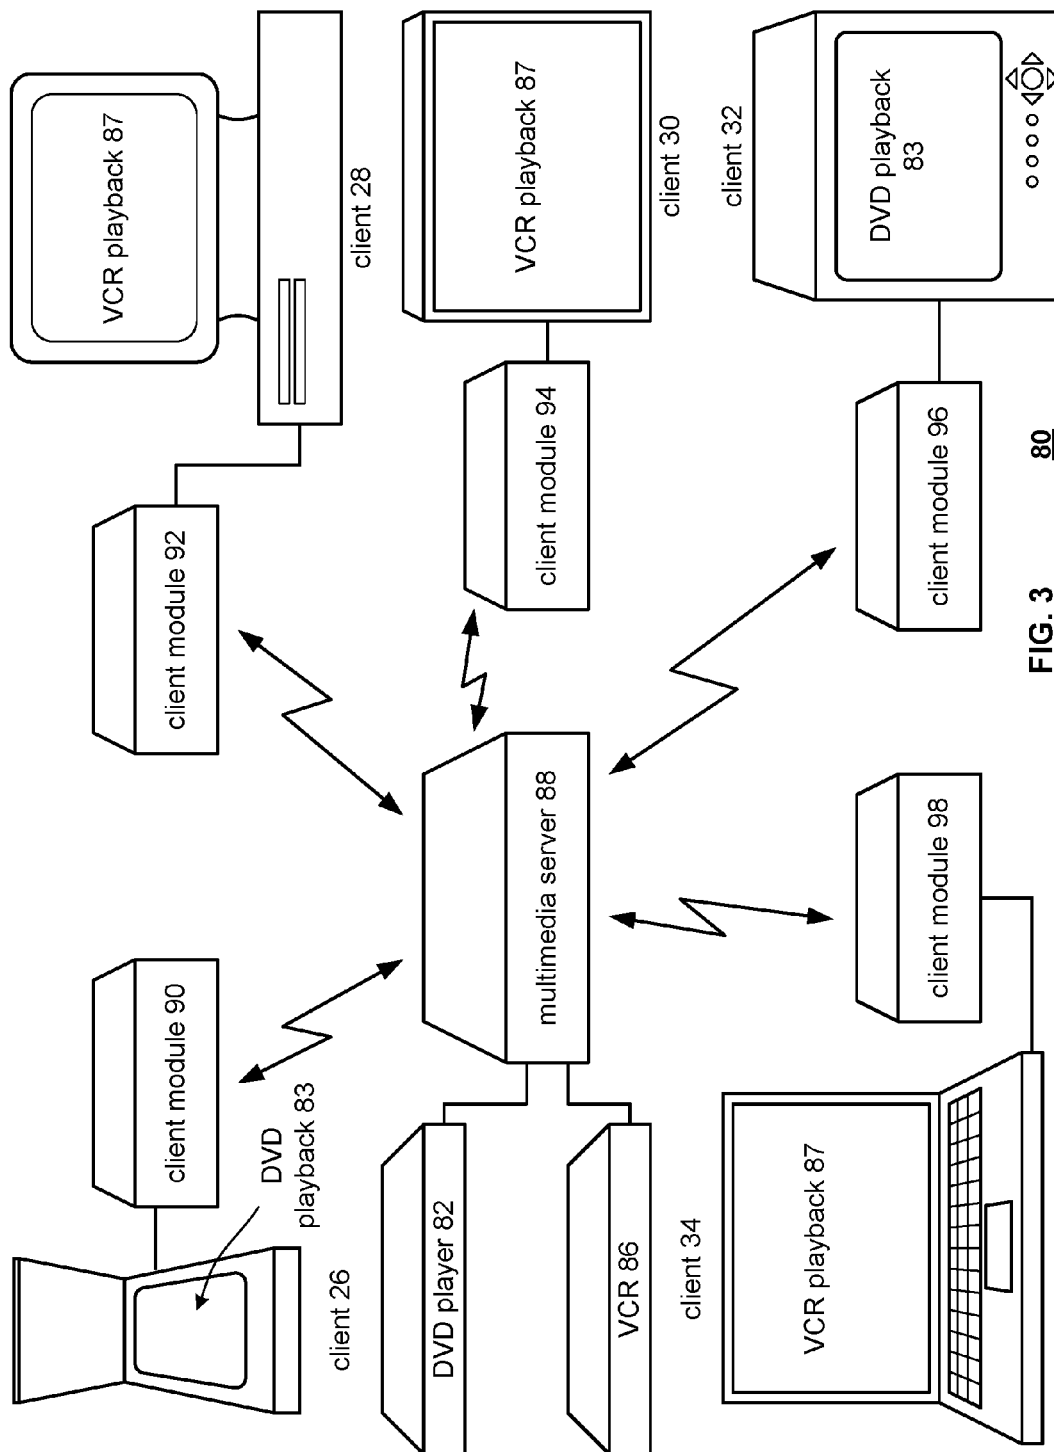 client module 90
DVD
playback 83
client 26
client module 92
VCR playback 87
client 28
DVD player 82
VCR 86
multimedia server 88
client module 94
VCR playback 87
client 30
client 34
VCR playback 87
client module 98
client module 96
client 32
DVD playback
83
FIG. 3
80